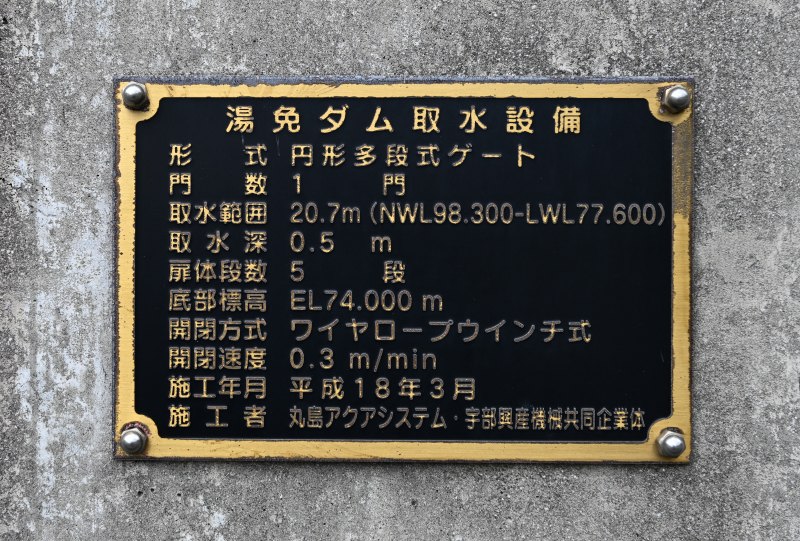 湯免ダム取水設備
形式 円形多段式ゲート
門数 1 門
取水範囲 20.7m (NWL98.300-LWL77.600)
取水深 0.5 m
扉体段数 5 段
底部標高 EL74.000 m
開閉方式 ワイヤロープウインチ式
開閉速度 0.3 m/min
施工年月 平成18年3月
施工者 丸島アクアシステム・宇部興産機械共同企業体